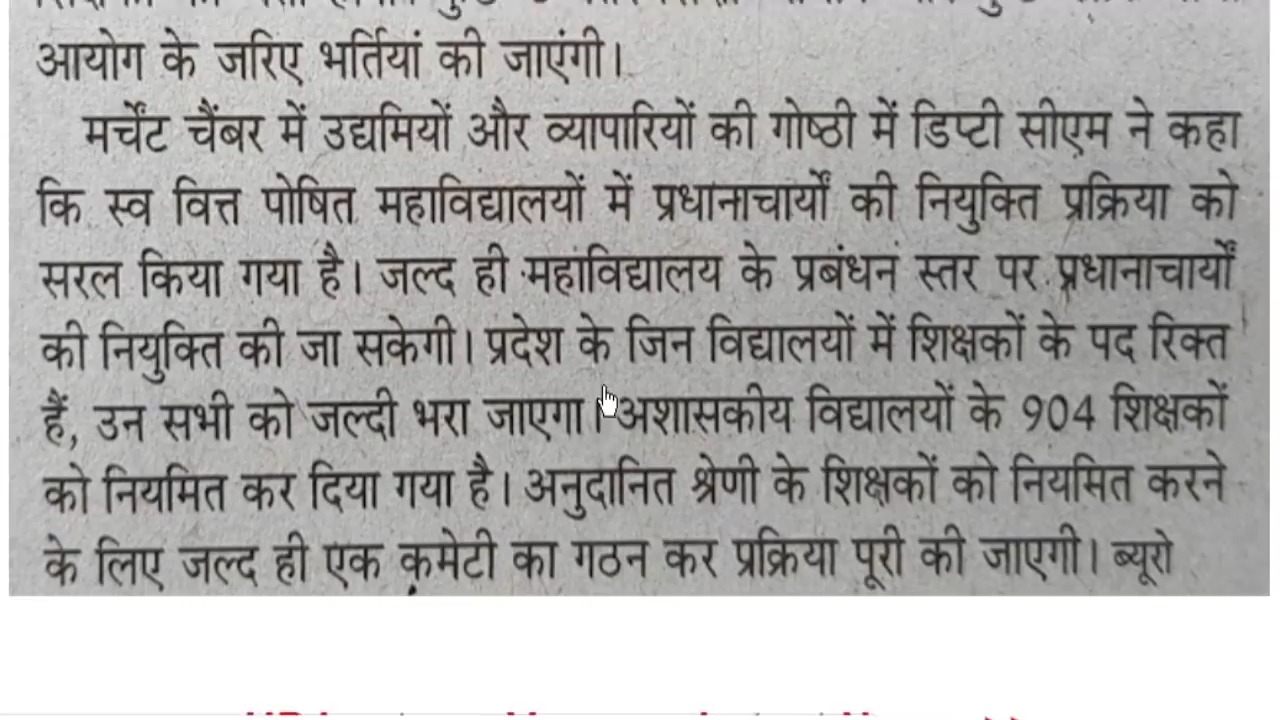 आयोग के जरिए भर्तियां की जाएंगी।
मर्चेंट चैंबर में उद्यमियों और व्यापारियों की गोष्ठी में डिप्टी सीएम ने कहा
कि स्व वित्त पोषित महाविद्यालयों में प्रधानाचार्यों की नियुक्ति प्रक्रिया को
सरल किया गया है। जल्द ही महाविद्यालय के प्रबंधन स्तर पर प्रधानाचार्यों
की नियुक्ति की जा सकेगी। प्रदेश के जिन विद्यालयों में शिक्षकों के पद रिक्त
हैं, उन सभी को जल्दी भरा जाएगा। अशासकीय विद्यालयों के 904 शिक्षकों
को नियमित कर दिया गया है। अनुदानित श्रेणी के शिक्षकों को नियमित करने
के लिए जल्द ही एक कमेटी का गठन कर प्रक्रिया पूरी की जाएगी। ब्यूरो